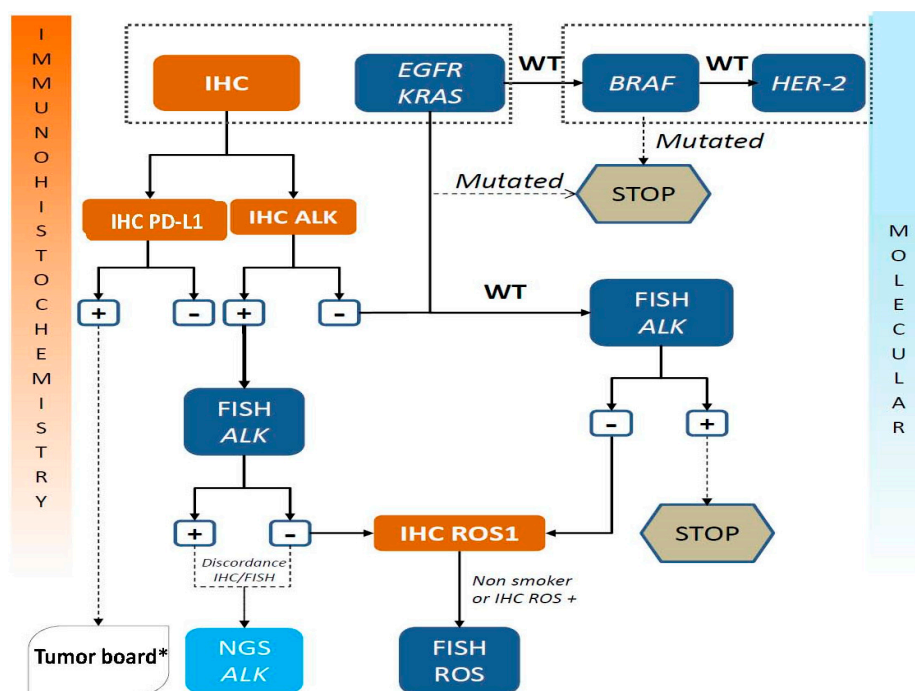 IMMUNOHISTOCHEMISTRY
IHC
EGFR
KRAS
WT
BRAF
WT
HER-2
Mutated
Mutated
STOP
IHC PD-L1
IHC ALK
+
-
+
-
WT
FISH
ALK
FISH
ALK
-
+
+
-
IHC ROS1
STOP
Discordance
IHC/FISH
Non smoker
or IHC ROS +
Tumor board*
NGS
ALK
FISH
ROS
MOLECULAR